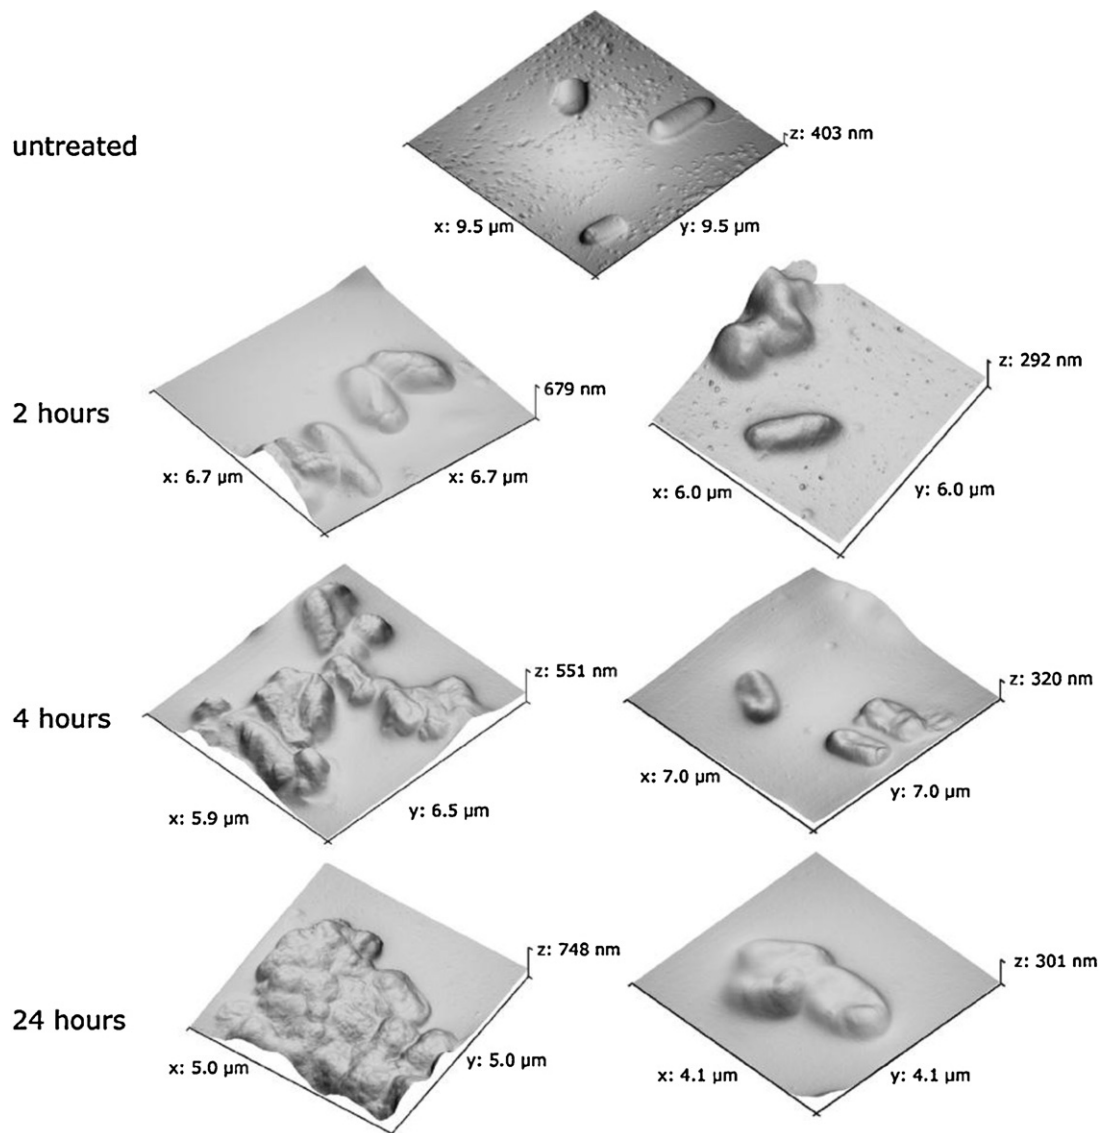 untreated
z: 403 nm
x: 9.5 µm
y: 9.5 µm
2 hours
679 nm
x: 6.7 µm
x: 6.7 µm
z: 292 nm
x: 6.0 µm
y: 6.0 µm
4 hours
z: 551 nm
x: 5.9 µm
y: 6.5 µm
z: 320 nm
x: 7.0 µm
y: 7.0 µm
24 hours
z: 748 nm
x: 5.0 µm
y: 5.0 µm
z: 301 nm
x: 4.1 µm
y: 4.1 µm